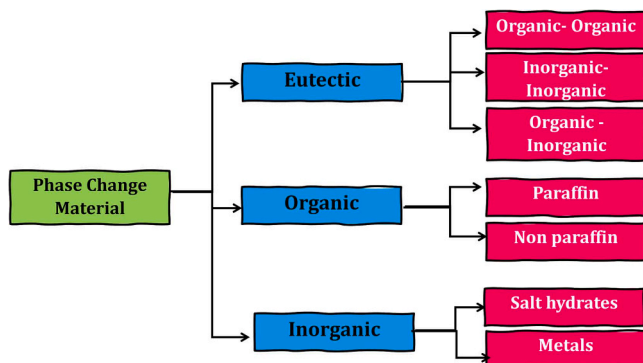 Organic- Organic
Eutectic
Inorganic-
Inorganic
Organic -
Inorganic
Phase Change
Material
Organic
Paraffin
Non paraffin
Inorganic
Salt hydrates
Metals